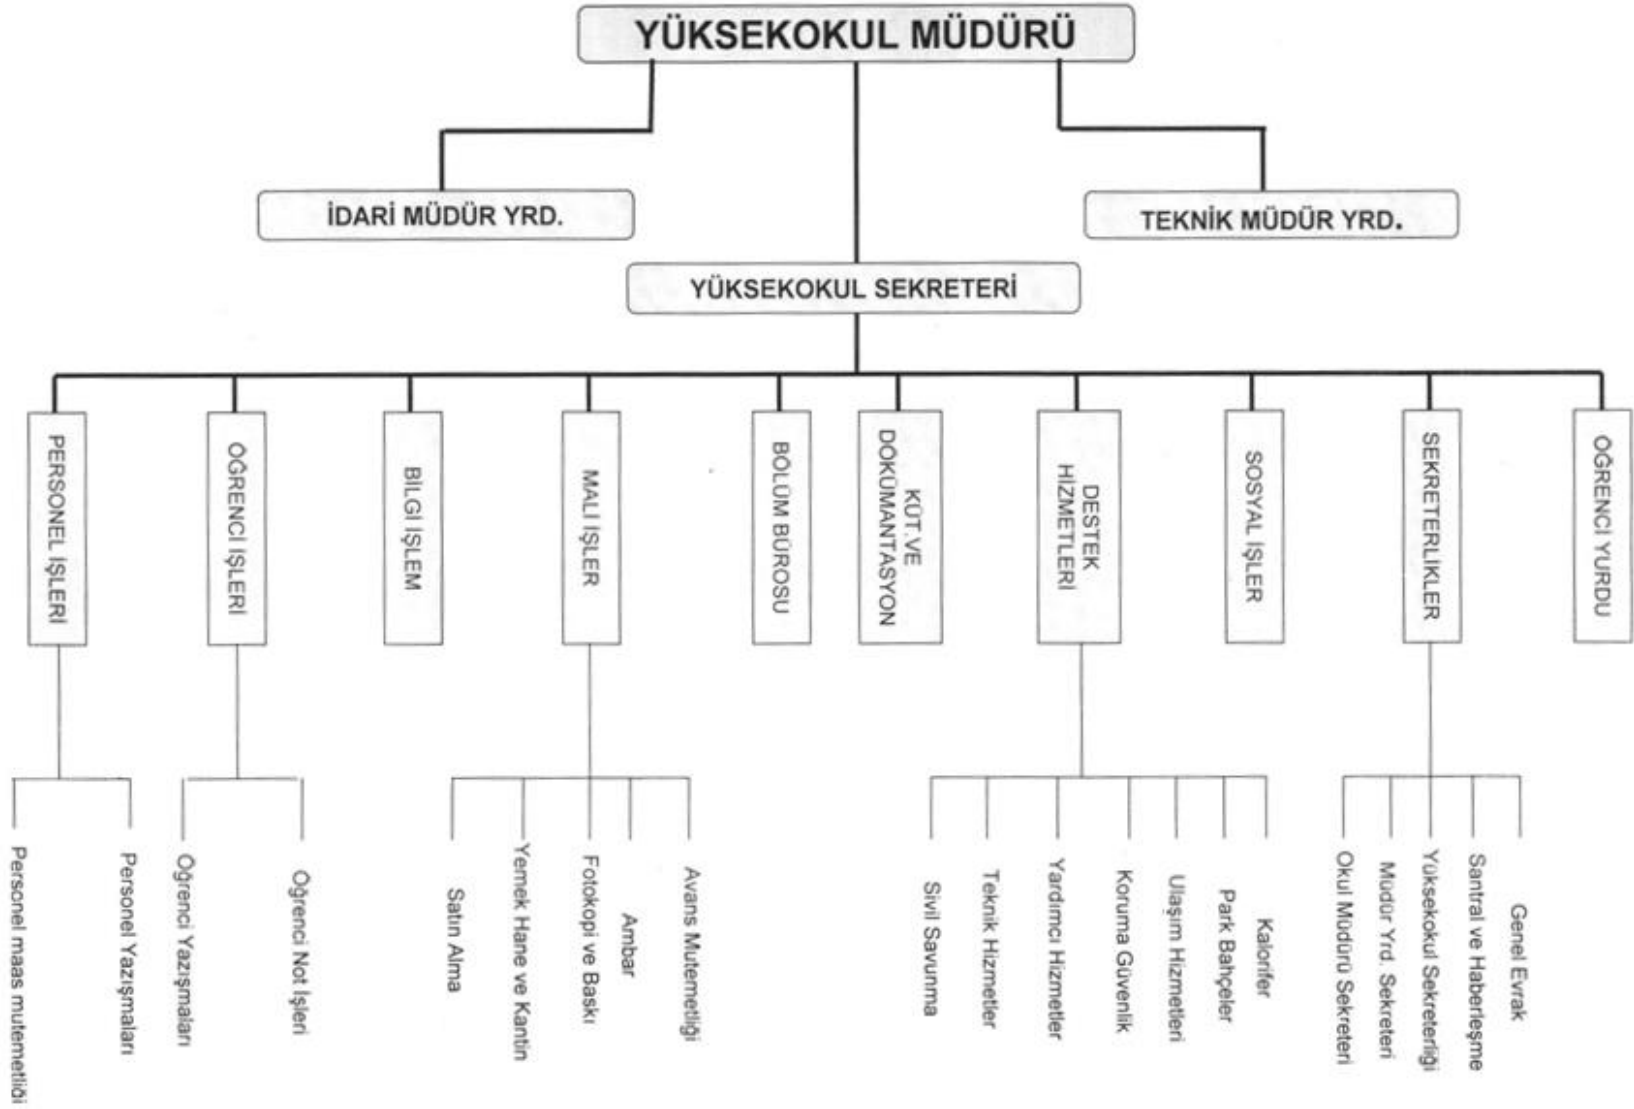 YÜKSEKOKUL MÜDÜRÜ
İDARİ MÜDÜR YRD.
TEKNİK MÜDÜR YRD.
YÜKSEKOKUL SEKRETERİ
PERSONEL İŞLERİ
ÖĞRENCİ İŞLERİ
BİLGİ İŞLEM
MALİ İŞLER
BÖLÜM BÜROSU
KÜT.VE
DÖKÜMANTASYON
DESTEK
HİZMETLERİ
SOSYAL İŞLER
SEKRETERLİKLER
ÖĞRENCİ YURDU
Personel maas mutemetliği
Personel Yazışmaları
Öğrenci Yazışmaları
Öğrenci Not İşleri
Satın Alma
Yemek Hane ve Kantin
Fotokopi ve Baskı
Ambar
Avans Mutemetliği
Sivil Savunma
Teknik Hizmetler
Yardımcı Hizmetler
Koruma Güvenlik
Ulaşım Hizmetleri
Park Bahçeler
Kalorifer
Okul Müdürü Sekreteri
Müdür Yrd. Sekreteri
Yüksekokul Sekreterliği
Santral ve Haberleşme
Genel Evrak